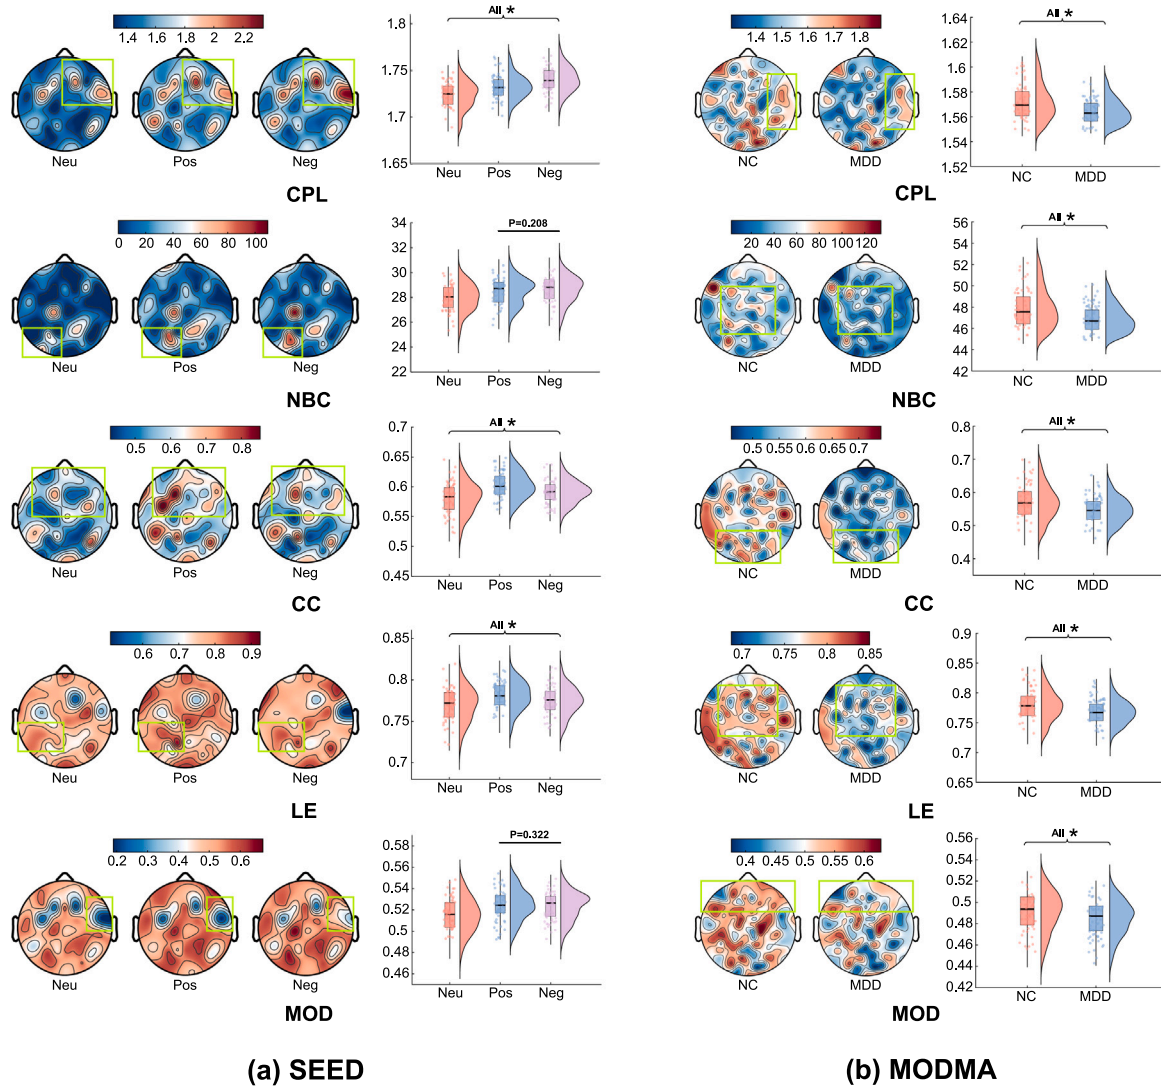 1.4 1.6 1.8 2 2.2
1.8
1.75
1.7
1.65
All *
Neu Pos Neg
Neu Pos Neg
CPL
0 20 40 60 80 100
34
32
30
28
26
24
22
P=0.208
Neu Pos Neg
Neu Pos Neg
NBC
0.5 0.6 0.7 0.8
0.7
0.65
0.6
0.55
0.5
0.45
All *
Neu Pos Neg
Neu Pos Neg
CC
0.6 0.7 0.8 0.9
0.85
0.8
0.75
0.7
All *
Neu Pos Neg
Neu Pos Neg
LE
0.2 0.3 0.4 0.5 0.6
0.58
0.56
0.54
0.52
0.5
0.48
0.46
P=0.322
Neu Pos Neg
Neu Pos Neg
MOD
(a) SEED
1.4 1.5 1.6 1.7 1.8
1.64
1.62
1.6
1.58
1.56
1.54
1.52
All *
NC MDD
NC MDD
CPL
20 40 60 80 100 120
56
54
52
50
48
46
44
42
All *
NC MDD
NC MDD
NBC
0.5 0.55 0.6 0.65 0.7
0.8
0.7
0.6
0.5
0.4
All *
NC MDD
NC MDD
CC
0.7 0.75 0.8 0.85
0.9
0.85
0.8
0.75
0.7
0.65
All *
NC MDD
NC MDD
LE
0.4 0.45 0.5 0.55 0.6
0.56
0.54
0.52
0.5
0.48
0.46
0.44
0.42
All *
NC MDD
NC MDD
MOD
(b) MODMA